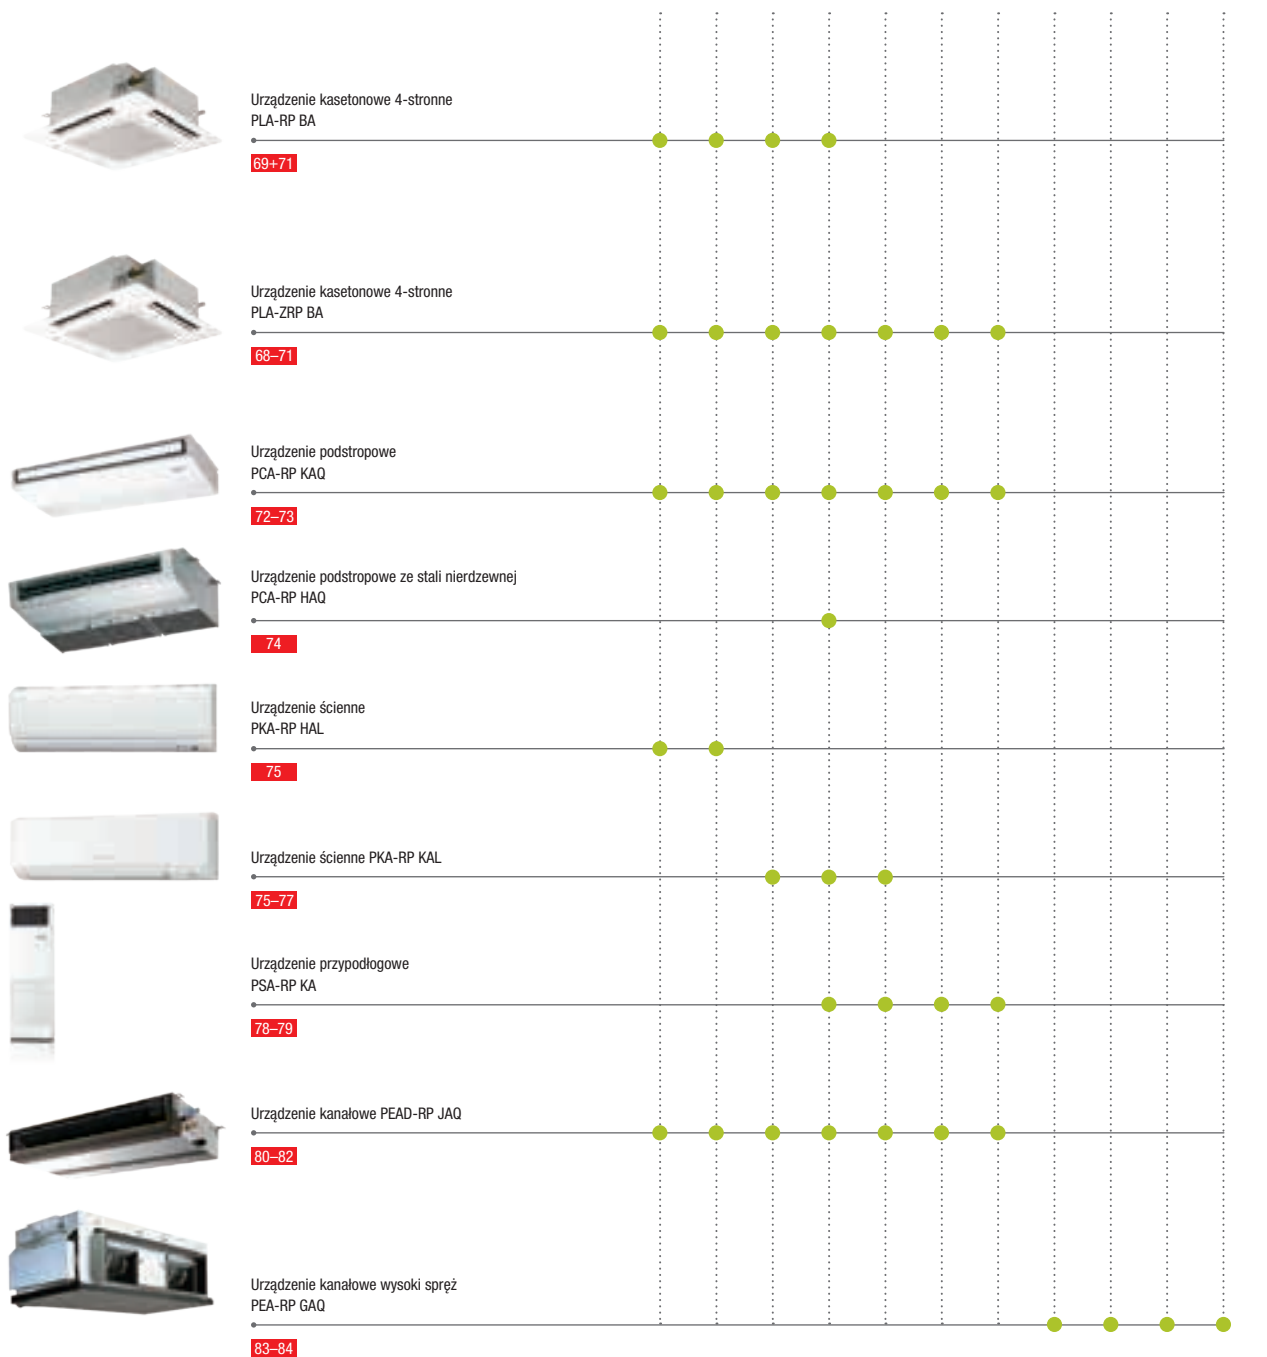 Urządzenie kasetonowe 4-stronne
PLA-RP BA
69+71
Urządzenie kasetonowe 4-stronne
PLA-ZRP BA
68–71
Urządzenie podstropowe
PCA-RP KAQ
72–73
Urządzenie podstropowe ze stali nierdzewnej
PCA-RP HAQ
74
Urządzenie ścienne
PKA-RP HAL
75
Urządzenie ścienne PKA-RP KAL
75–77
Urządzenie przypodłogowe
PSA-RP KA
78–79
Urządzenie kanałowe PEAD-RP JAQ
80–82
Urządzenie kanałowe wysoki spręż
PEA-RP GAQ
83–84